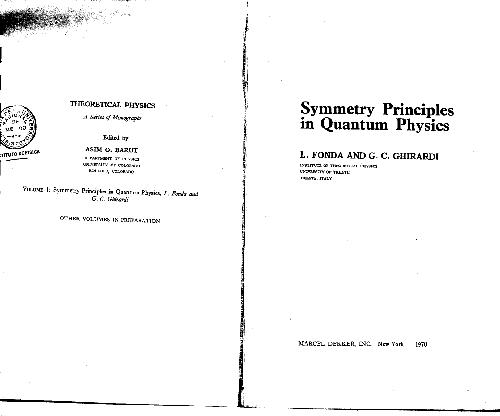 THEORETICAL PHYSICS
A Series of Monographs
Edited by
ASIM O. BARUT
DEPARTMENT OF PHYSICS
UNIVERSITY OF COLORADO
BOULDER, COLORADO
VOLUME 1: Symmetry Principles in Quantum Physics, L. Fonda and
G. C. Ghirardi
OTHER VOLUMES IN PREPARATION
Symmetry Principles
in Quantum Physics
L. FONDA AND G. C. GHIRARDI
INSTITUTE OF THEORETICAL PHYSICS
UNIVERSITY OF TRIESTE
TRIESTE, ITALY
MARCEL DEKKER, INC. New York 1970